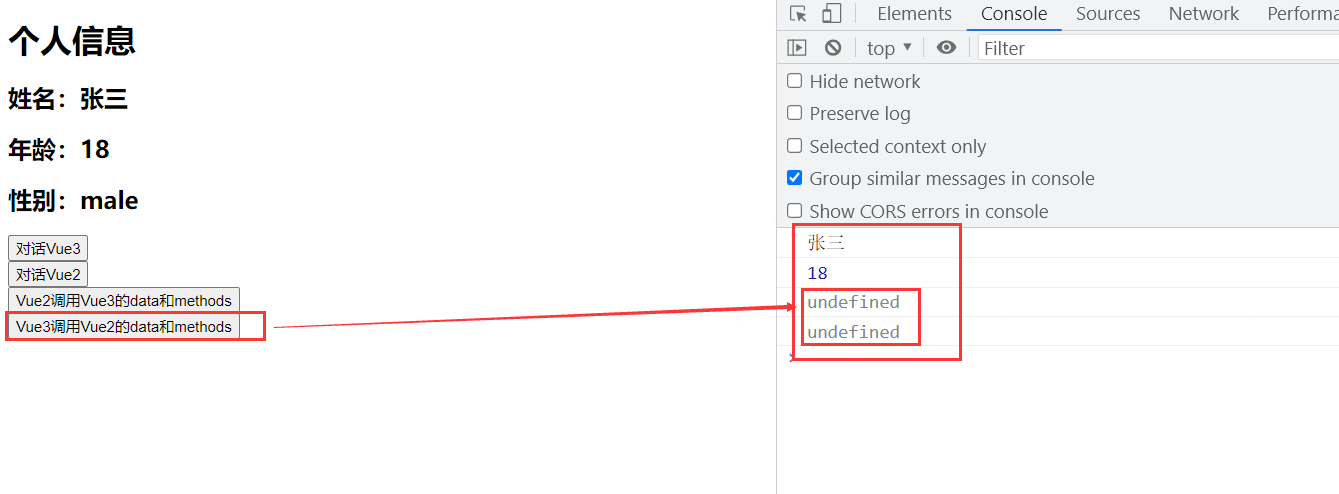 个人信息
姓名：张三
年龄：18
性别：male
对话Vue3
对话Vue2
Vue2调用Vue3的data和methods
Vue3调用Vue2的data和methods
Elements Console Sources Network Performa
top ▼ Filter
Hide network
Preserve log
Selected context only
Group similar messages in console
Show CORS errors in console
张三
18
undefined
undefined